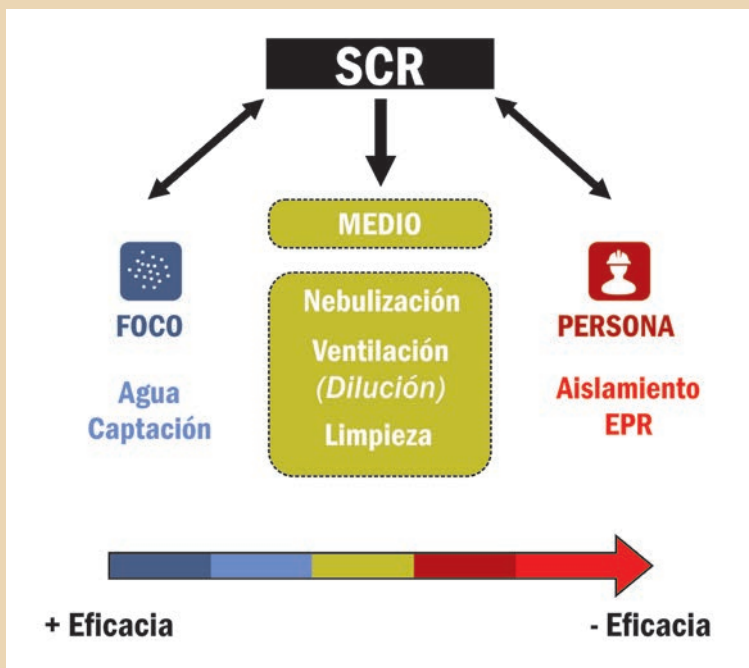 SCR
MEDIO
FOCO
Agua
Captación
Nebulización
Ventilación
(Dilución)
Limpieza
PERSONA
Aislamiento
EPR
+ Eficacia
- Eficacia